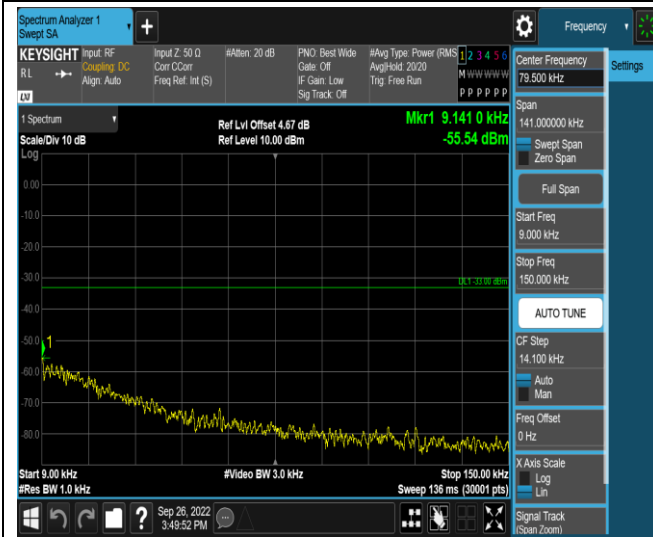 Spectrum Analyzer 1
Swept SA
+
Frequency
KEYSIGHT
Input: RF
Coupling: DC
Align: Auto
Input Z: 50 Ω
Corr CCorr
Freq Ref: Int (S)
#Atten: 20 dB
PNO: Best Wide
Gate: Off
IF Gain: Low
Sig Track: Off
#Avg Type: Power (RMS
Avg|Hold: 20/20
Trig: Free Run
1 2 3 4 5 6
M W W W W W
P P P P P P
RL
LXI
1 Spectrum
Scale/Div 10 dB
Ref Lvl Offset 4.67 dB
Ref Level 10.00 dBm
Mkr1 9.141 0 kHz
-55.54 dBm
Log
0.00
-10.0
-20.0
-30.0
DL1 -33.00 dBm
-40.0
-50.0
1
-60.0
-70.0
-80.0
Start 9.00 kHz
#Video BW 3.0 kHz
Stop 150.00 kHz
#Res BW 1.0 kHz
Sweep 136 ms (30001 pts)
?
Sep 26, 2022
3:49:52 PM
Center Frequency
79.500 kHz
Settings
Span
141.000000 kHz
Swept Span
Zero Span
Full Span
Start Freq
9.000 kHz
Stop Freq
150.000 kHz
AUTO TUNE
CF Step
14.100 kHz
Auto
Man
Freq Offset
0 Hz
X Axis Scale
Log
Lin
Signal Track
(Span Zoom)